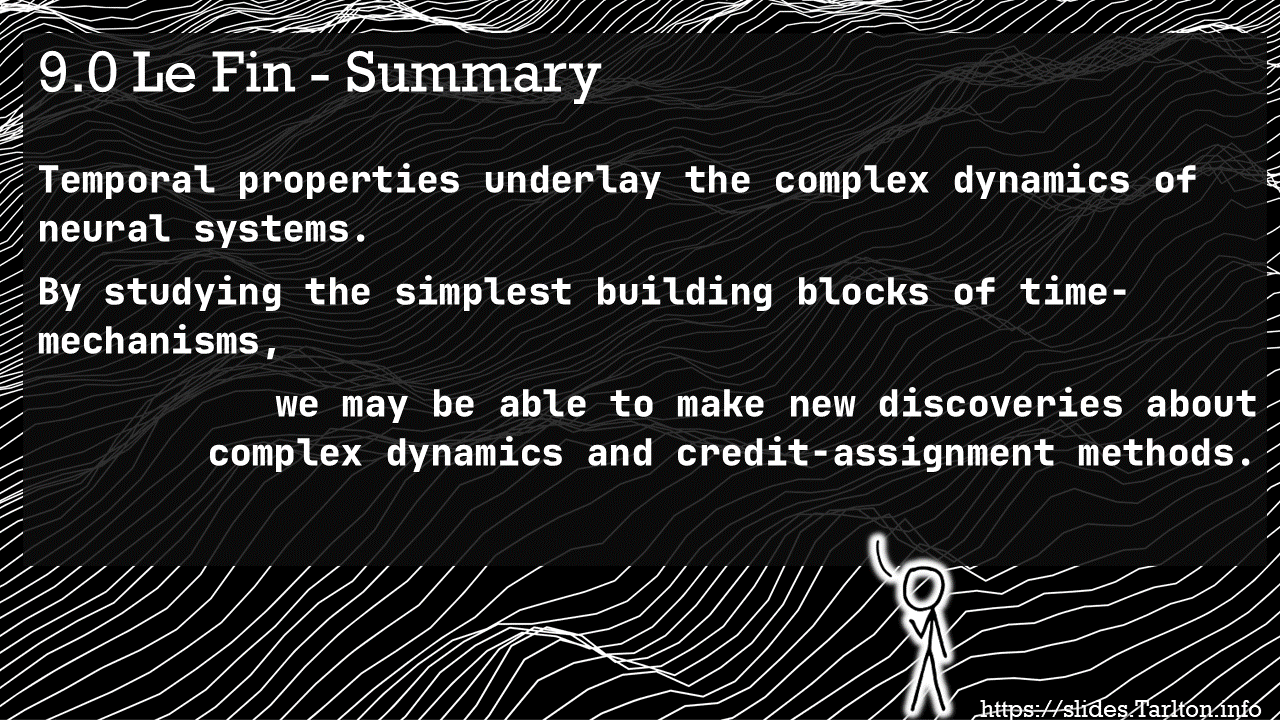 9.0 Le Fin - Summary
Temporal properties underlay the complex dynamics of
neural systems.
By studying the simplest building blocks of time-
mechanisms,
we may be able to make new discoveries about
complex dynamics and credit-assignment methods.
https://slides.Tarlton.info